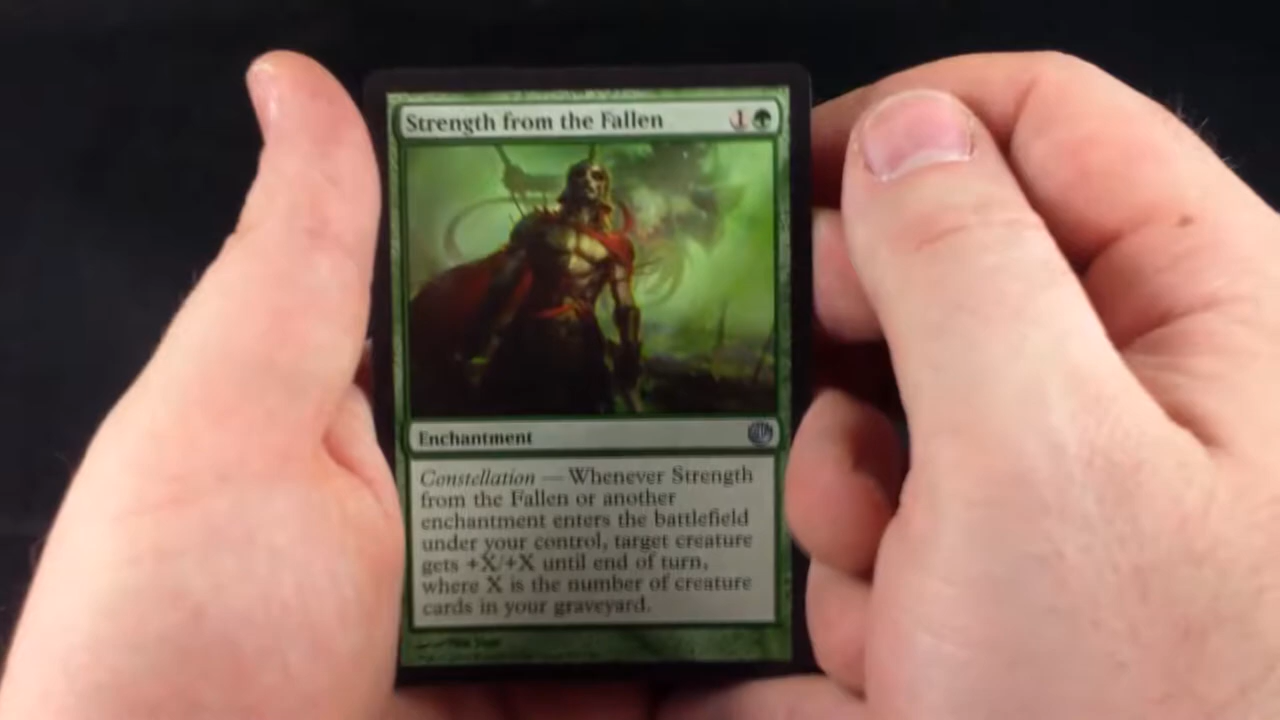 Strength from the Fallen 1
Enchantment
Constellation — Whenever Strength
from the Fallen or another
enchantment enters the battlefield
under your control, target creature
gets +X/+X until end of turn,
where X is the number of creature
cards in your graveyard.